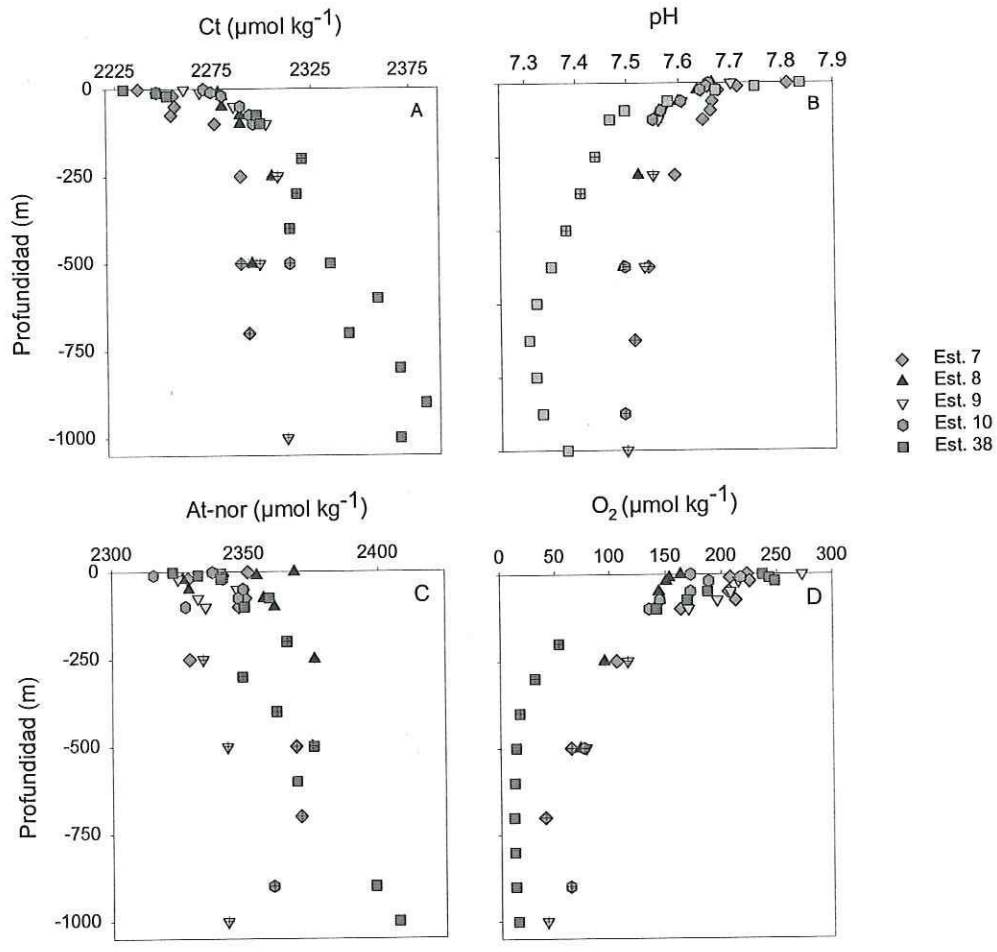 Ct (µmol kg-1)
2225 2275 2325 2375
0
-250
-500
-750
-1000
Profundidad (m)
A
pH
7.3 7.4 7.5 7.6 7.7 7.8 7.9
B
Est. 7
Est. 8
Est. 9
Est. 10
Est. 38
At-nor (µmol kg-1)
2300 2350 2400
0
-250
-500
-750
-1000
Profundidad (m)
C
O2 (µmol kg-1)
0 50 100 150 200 250 300
D